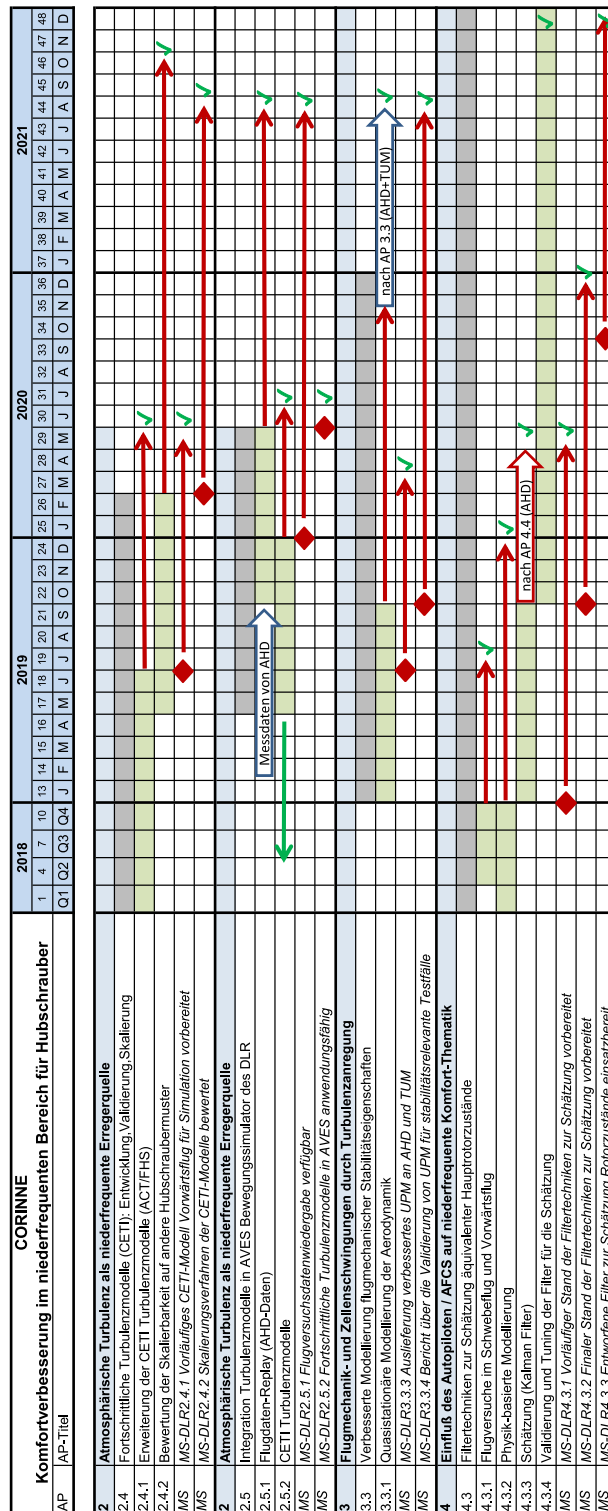 CORINNE
Komfortverbesserung im niederfrequenten Bereich für Hubschrauber
2018 2019 2020 2021
1 4 7 10 13 14 15 16 17 18 19 20 21 22 23 24 25 26 27 28 29 30 31 32 33 34 35 36 37 38 39 40 41 42 43 44 45 46 47 48
AP AP-Titel Q1 Q2 Q3 Q4 J F M A M J J A S O N D J F M A M J J A S O N D J F M A M J J A S O N D
2 Atmosphärische Turbulenz als niederfrequente Erregerquelle
2.4 Fortschrittliche Turbulenzmodelle (CETI): Entwicklung,Validierung,Skalierung
2.4.1 Erweiterung der CETI Turbulenzmodelle (ACT/FHS)
2.4.2 Bewertung der Skalierbarkeit auf andere Hubschraubermuster
MS MS-DLR2.4.1 Vorläufiges CETI-Modell Vorwärtsflug für Simulation vorbereitet
MS MS-DLR2.4.2 Skalierungsverfahren der CETI-Modelle bewertet
2 Atmosphärische Turbulenz als niederfrequente Erregerquelle
2.5 Integration Turbulenzmodelle in AVES Bewegungssimulator des DLR
2.5.1 Flugdaten-Replay (AHD-Daten) Messdaten von AHD
2.5.2 CETI Turbulenzmodelle
MS MS-DLR2.5.1 Flugversuchsdatenwiedergabe verfügbar
MS MS-DLR2.5.2 Fortschrittliche Turbulenzmodelle in AVES anwendungsfähig
3 Flugmechanik- und Zellenschwingungen durch Turbulenzanregung
3.3 Verbesserte Modellierung flugmechanischer Stabilitätseigenschaften
3.3.1 Quasistationäre Modellierung der Aerodynamik nach AP 3.3 (AHD+TUM)
MS MS-DLR3.3.3 Auslieferung verbessertes UPM an AHD und TUM
MS MS-DLR3.3.4 Bericht über die Validierung von UPM für stabilitätsrelevante Testfälle
4 Einfluß des Autopiloten / AFCS auf niederfrequente Komfort-Thematik
4.3 Filtertechniken zur Schätzung äquivalenter Hauptrotorzustände
4.3.1 Flugversuche im Schwebeflug und Vorwärtsflug
4.3.2 Physik-basierte Modellierung
4.3.3 Schätzung (Kalman Filter) nach AP 4.4 (AHD)
4.3.4 Validierung und Tuning der Filter für die Schätzung
MS MS-DLR4.3.1 Vorläufiger Stand der Filtertechniken zur Schätzung vorbereitet
MS MS-DLR4.3.2 Finaler Stand der Filtertechniken zur Schätzung vorbereitet
MS MS-DLR4.3.3 Entworfene Filter zur Schätzung Rotorzustände einsatzbereit